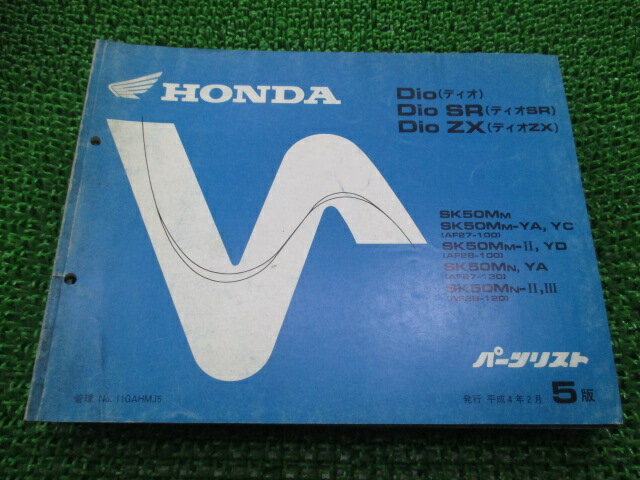 HONDA
Dio(ディオ)
Dio SR(ディオSR)
Dio ZX(ディオZX)
SK50MM
SK50MM-YA, YC
(AF27-100)
SK50MM-II, YD
(AF28-100)
SK50MN, YA
(AF27-130)
SK50MN-II,III
(AF28-120)
パーツリスト
管理 No. 11GAHMJ5
発行 平成4年2月 5版